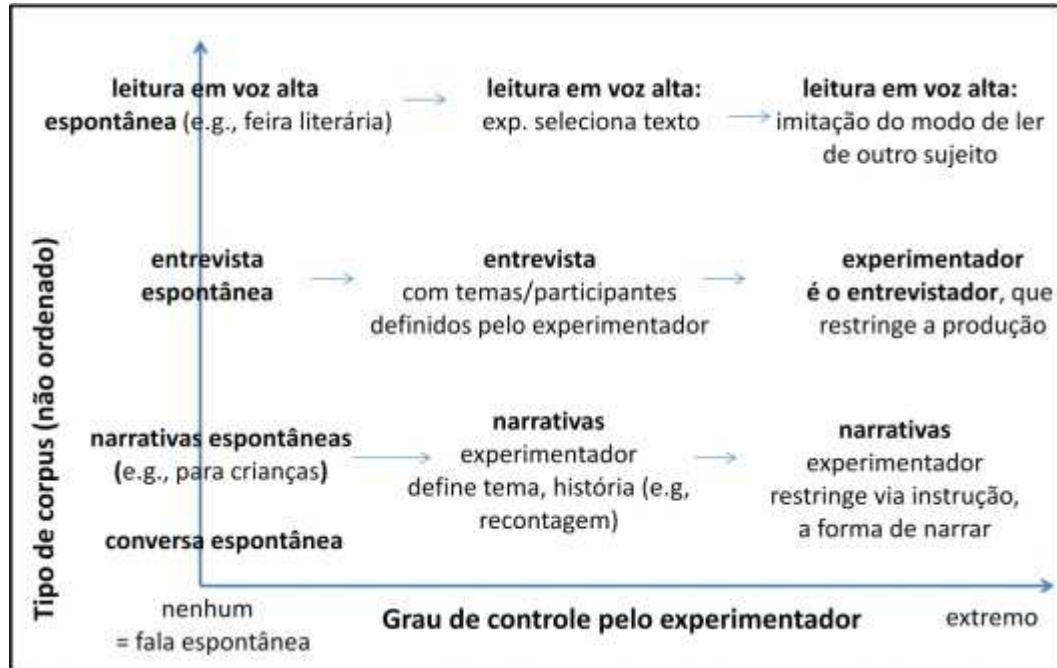 leitura em voz alta
espontânea (e.g., feira literária)
leitura em voz alta:
exp. seleciona texto
leitura em voz alta:
imitação do modo de ler
de outro sujeito
entrevista
espontânea
entrevista
com temas/participantes
definidos pelo experimentador
experimentador
é o entrevistador, que
restringe a produção
narrativas espontâneas
(e.g., para crianças)
narrativas
experimentador
define tema, história (e.g,
recontagem)
narrativas
experimentador
restringe via instrução,
a forma de narrar
conversa espontânea
Tipo de corpus (não ordenado)
nenhum
= fala espontânea
Grau de controle pelo experimentador
extremo